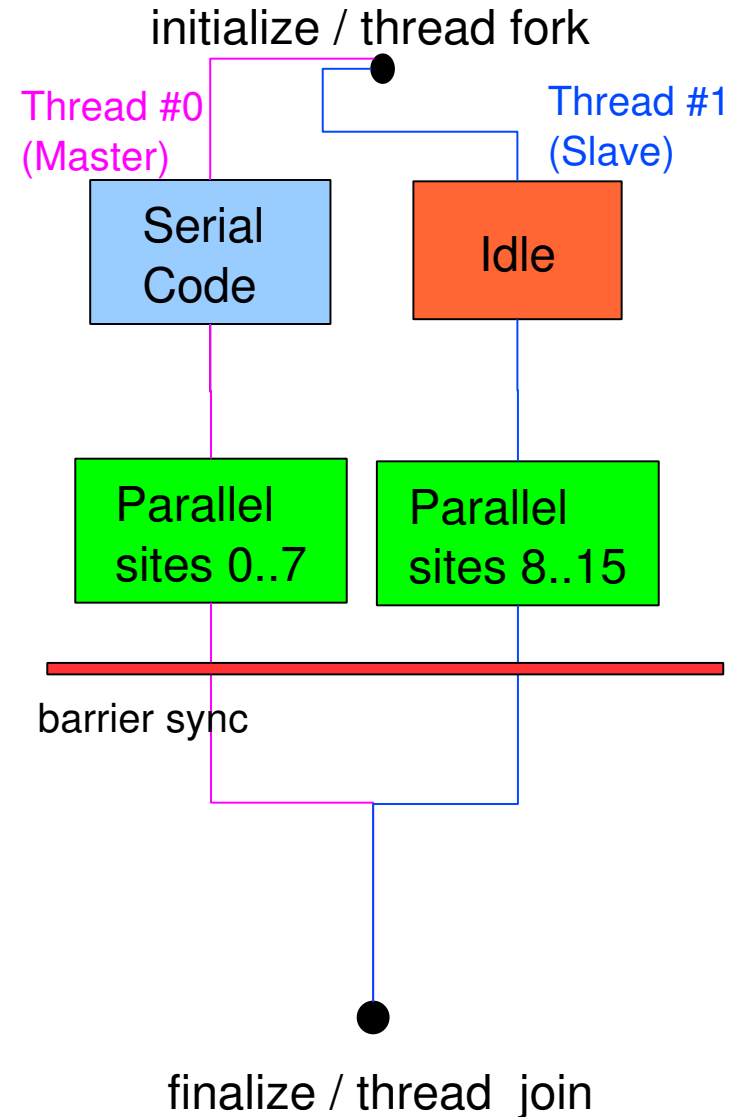 initialize / thread fork
Thread #0
(Master)
Thread #1
(Slave)
Serial
Code
Idle
Parallel
sites 0..7
Parallel
sites 8..15
barrier sync
finalize / thread join